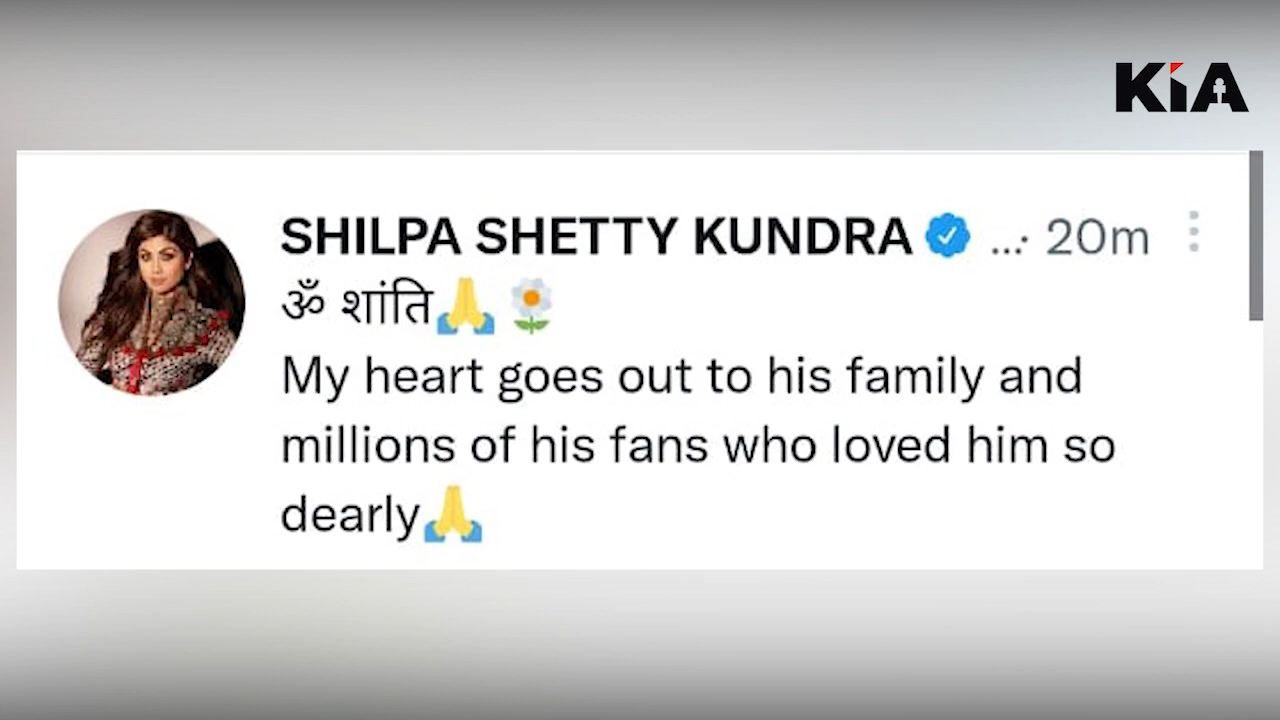 KiA
SHILPA SHETTY KUNDRA ...· 20m
ॐ शांति🙏🌼
My heart goes out to his family and
millions of his fans who loved him so
dearly🙏